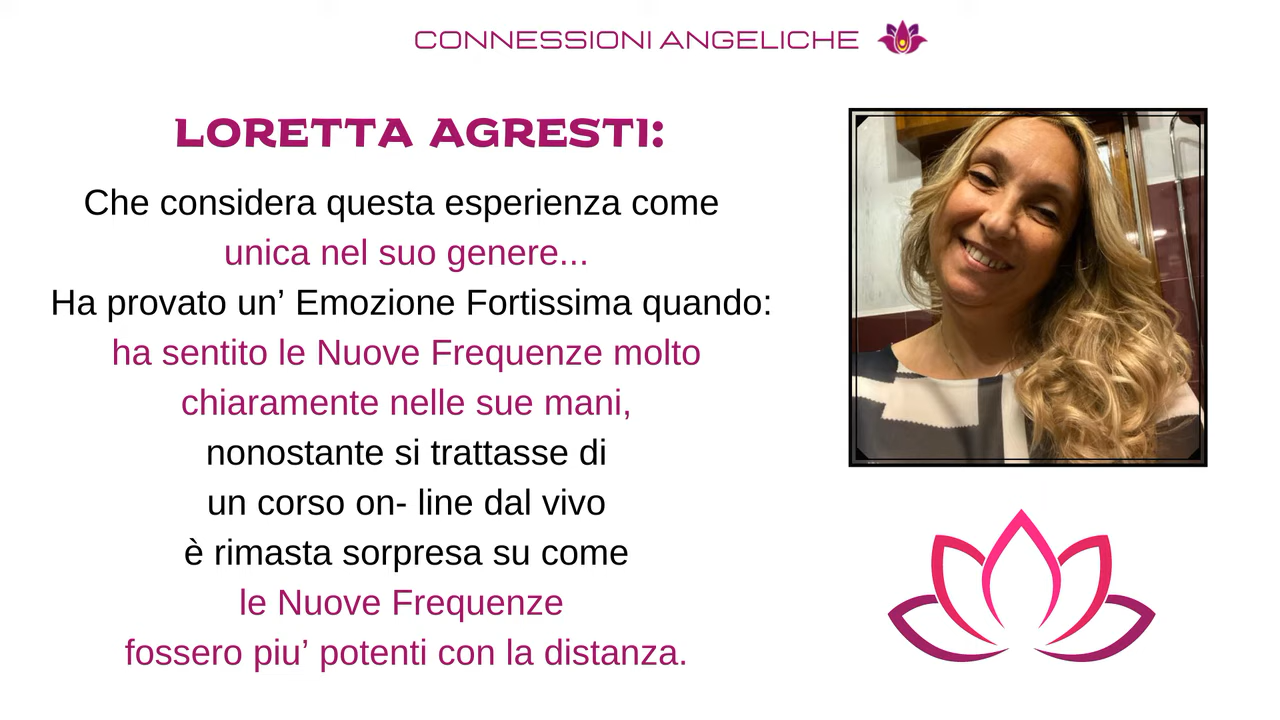 CONNESSIONI ANGELICHE
LORETTA AGRESTI:
Che considera questa esperienza come
unica nel suo genere...
Ha provato un’ Emozione Fortissima quando:
ha sentito le Nuove Frequenze molto
chiaramente nelle sue mani,
nonostante si trattasse di
un corso on- line dal vivo
è rimasta sorpresa su come
le Nuove Frequenze
fossero piu’ potenti con la distanza.